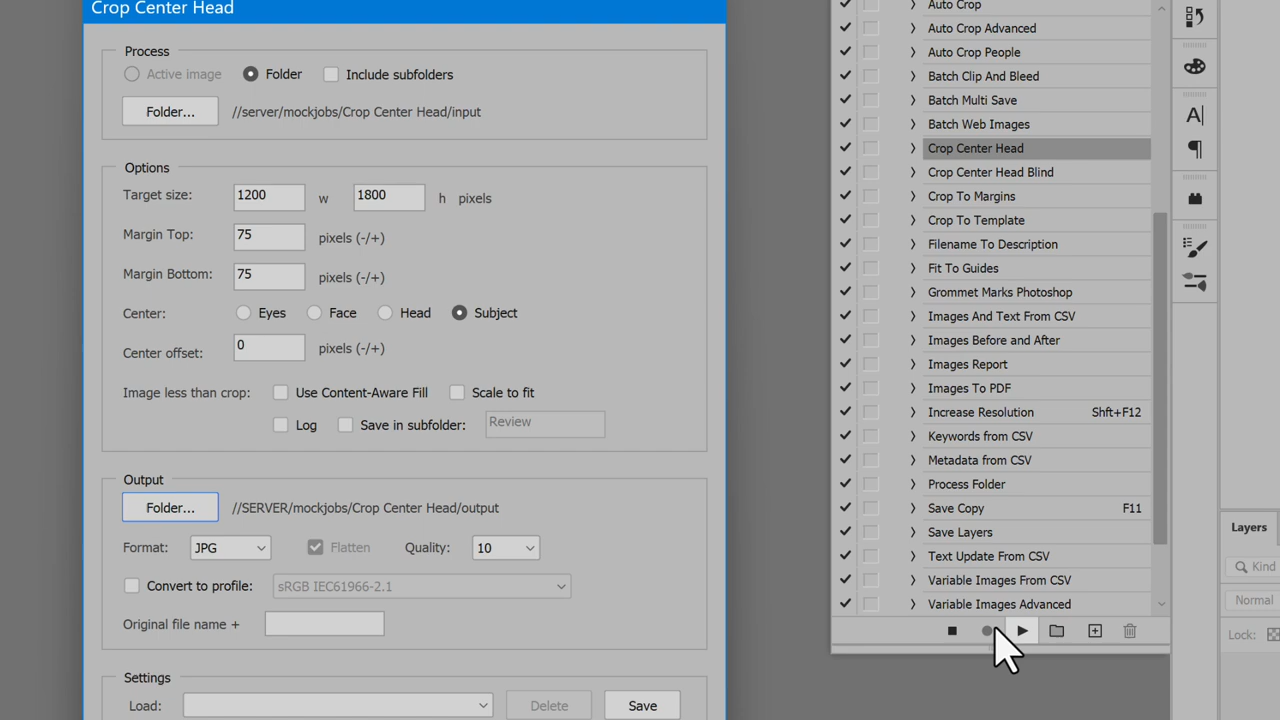 Crop Center Head
Process
Active image Folder Include subfolders
Folder... //server/mockjobs/Crop Center Head/input
Options
Target size: 1200 w 1800 h pixels
Margin Top: 75 pixels (-/+)
Margin Bottom: 75 pixels (-/+)
Center: Eyes Face Head Subject
Center offset: 0 pixels (-/+)
Image less than crop: Use Content-Aware Fill Scale to fit
Log Save in subfolder: Review
Output
Folder... //SERVER/mockjobs/Crop Center Head/output
Format: JPG Flatten Quality: 10
Convert to profile: sRGB IEC61966-2.1
Original file name +
Settings
Load: Delete Save
Auto Crop
Auto Crop Advanced
Auto Crop People
Batch Clip And Bleed
Batch Multi Save
Batch Web Images
Crop Center Head
Crop Center Head Blind
Crop To Margins
Crop To Template
Filename To Description
Fit To Guides
Grommet Marks Photoshop
Images And Text From CSV
Images Before and After
Images Report
Images To PDF
Increase Resolution Shft+F12
Keywords from CSV
Metadata from CSV
Process Folder
Save Copy F11
Save Layers
Text Update From CSV
Variable Images From CSV
Variable Images Advanced
Layers
Kind
Normal
Lock: